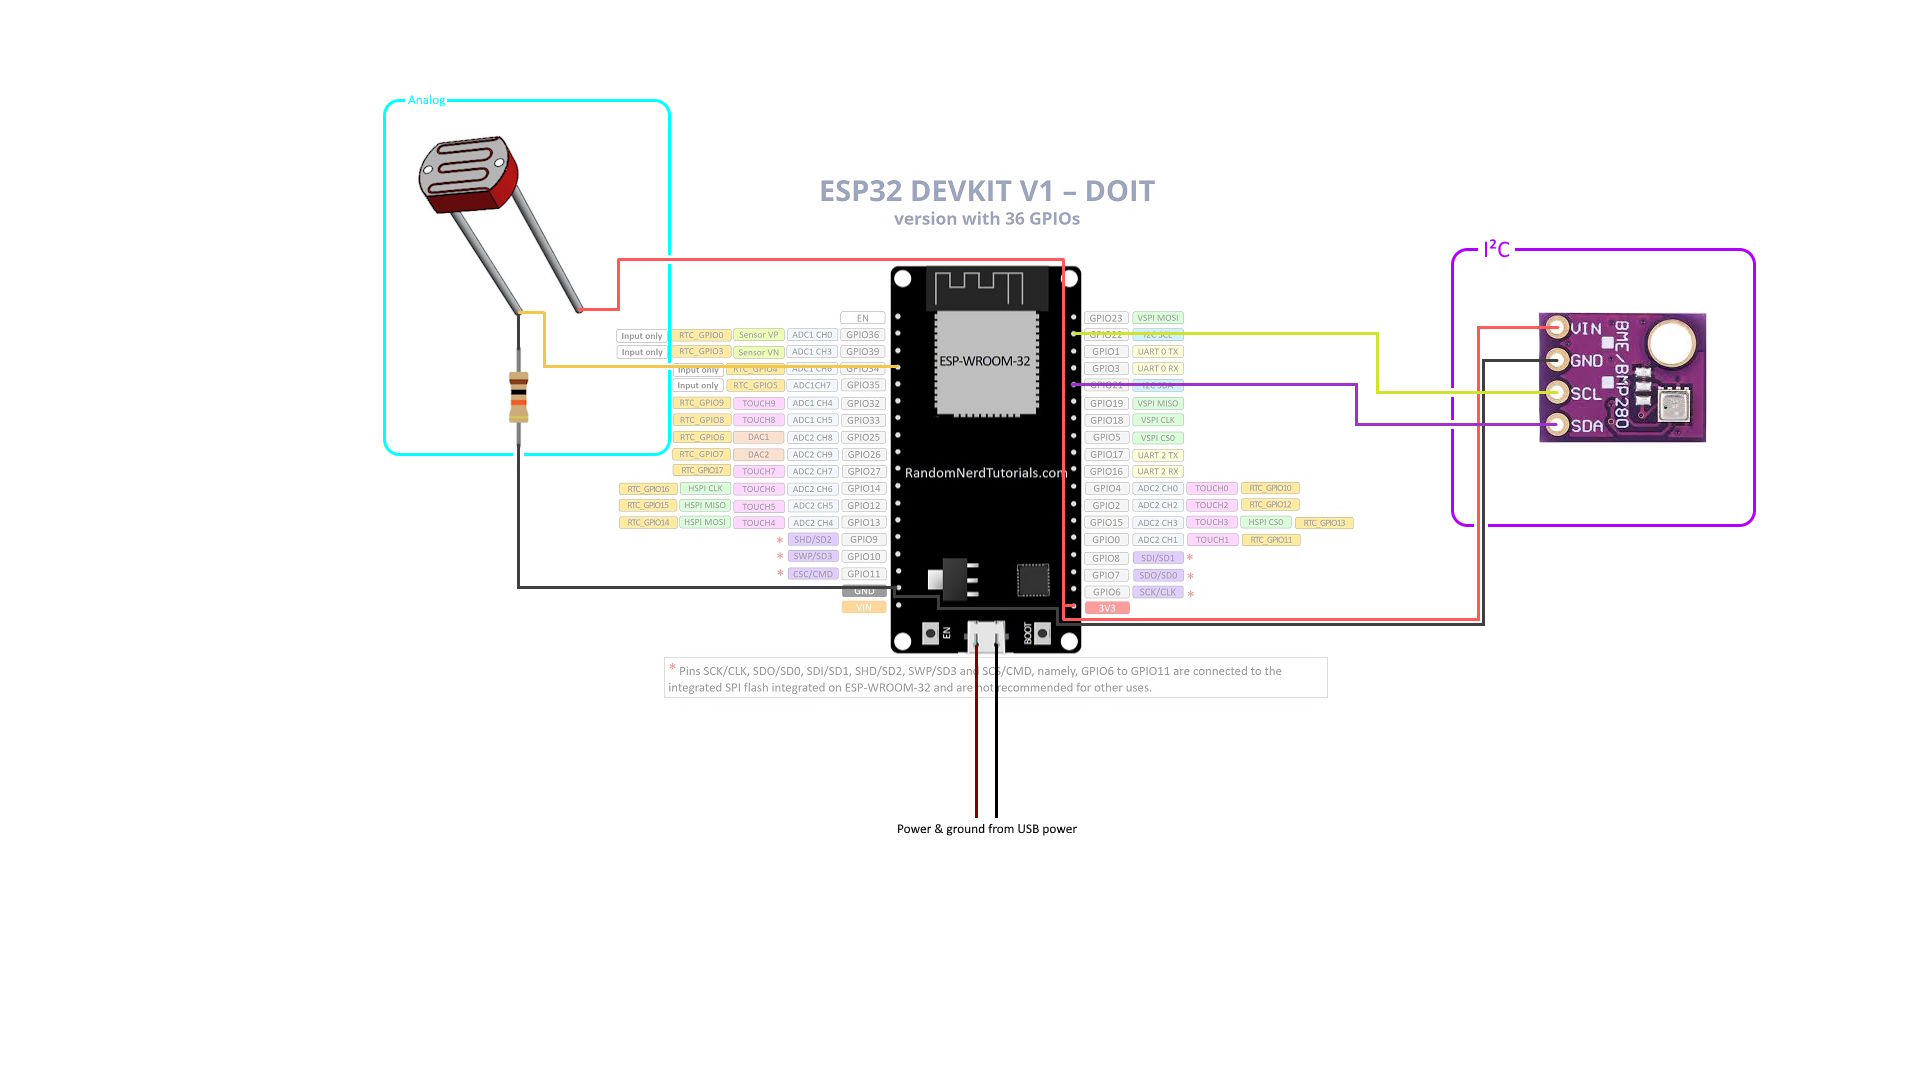 Analog
ESP32 DEVKIT V1 – DOIT
version with 36 GPIOs
I²C
EN
GPIO23 VSPI MOSI
Input only RTC_GPIO0 Sensor VP ADC1 CH0 GPIO36
GPIO22 I2C SCL
Input only RTC_GPIO3 Sensor VN ADC1 CH3 GPIO39
GPIO1 UART 0 TX
Input only RTC_GPIO4 ADC1 CH6 GPIO34
GPIO3 UART 0 RX
Input only RTC_GPIO5 ADC1CH7 GPIO35
GPIO21 I2C SDA
RTC_GPIO9 TOUCH9 ADC1 CH4 GPIO32
GPIO19 VSPI MISO
RTC_GPIO8 TOUCH8 ADC1 CH5 GPIO33
GPIO18 VSPI CLK
RTC_GPIO6 DAC1 ADC2 CH8 GPIO25
GPIO5 VSPI CS0
RTC_GPIO7 DAC2 ADC2 CH9 GPIO26
GPIO17 UART 2 TX
RTC_GPIO17 TOUCH7 ADC2 CH7 GPIO27
GPIO16 UART 2 RX
RTC_GPIO16 HSPI CLK TOUCH6 ADC2 CH6 GPIO14
GPIO4 ADC2 CH0 TOUCH0 RTC_GPIO10
RTC_GPIO15 HSPI MISO TOUCH5 ADC2 CH5 GPIO12
GPIO2 ADC2 CH2 TOUCH2 RTC_GPIO12
RTC_GPIO14 HSPI MOSI TOUCH4 ADC2 CH4 GPIO13
GPIO15 ADC2 CH3 TOUCH3 HSPI CS0 RTC_GPIO13
* SHD/SD2 GPIO9
GPIO0 ADC2 CH1 TOUCH1 RTC_GPIO11
* SWP/SD3 GPIO10
GPIO8 SDI/SD1 *
* CSC/CMD GPIO11
GPIO7 SDO/SD0 *
GND
GPIO6 SCK/CLK *
VIN
3V3
ESP-WROOM-32
RandomNerdTutorials.com
EN
BOOT
VIN
GND
SCL
SDA
BME/BMP280
* Pins SCK/CLK, SDO/SD0, SDI/SD1, SHD/SD2, SWP/SD3 and SCS/CMD, namely, GPIO6 to GPIO11 are connected to the
integrated SPI flash integrated on ESP-WROOM-32 and are not recommended for other uses.
Power & ground from USB power